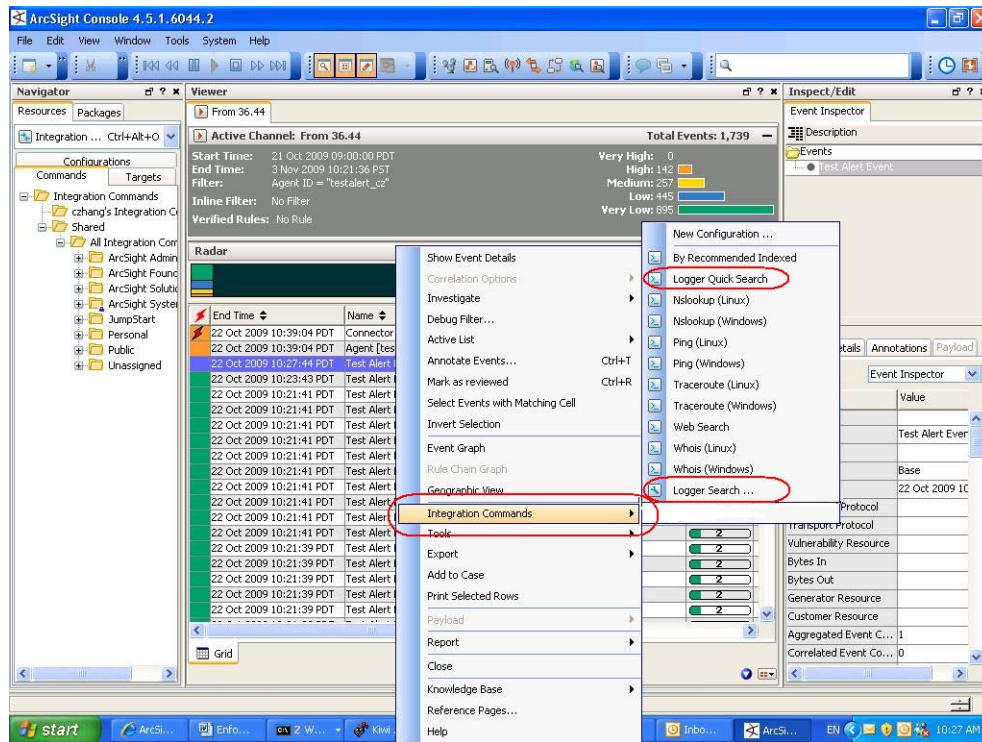 ArcSight Console 4.5.1.6044.2
File Edit View Window Tools System Help
Navigator
Resources Packages
Integration ... Ctrl+Alt+O
Configurations
Commands Targets
Integration Commands
czhang's Integration C
Shared
All Integration Com
ArcSight Admin
ArcSight Found
ArcSight Soluti
ArcSight System
JumpStart
Personal
Public
Unassigned
Viewer
From 36.44
Active Channel: From 36.44 Total Events: 1,739
Start Time: 21 Oct 2009 09:00:00 PDT
End Time: 3 Nov 2009 10:21:36 PST
Filter: Agent ID = "testalert_cz"
Inline Filter: No Filter
Verified Rules: No Rule
Very High: 0
High: 142
Medium: 257
Low: 445
Very Low: 895
Radar
End Time Name
22 Oct 2009 10:39:04 PDT Connector
22 Oct 2009 10:39:04 PDT Agent [tes
22 Oct 2009 10:27:44 PDT Test Alert
22 Oct 2009 10:23:43 PDT Test Alert
22 Oct 2009 10:21:41 PDT Test Alert
22 Oct 2009 10:21:41 PDT Test Alert
22 Oct 2009 10:21:41 PDT Test Alert
22 Oct 2009 10:21:41 PDT Test Alert
22 Oct 2009 10:21:41 PDT Test Alert
22 Oct 2009 10:21:41 PDT Test Alert
22 Oct 2009 10:21:41 PDT Test Alert
22 Oct 2009 10:21:41 PDT Test Alert
22 Oct 2009 10:21:41 PDT Test Alert
22 Oct 2009 10:21:41 PDT Test Alert 2
22 Oct 2009 10:21:39 PDT Test Alert 2
22 Oct 2009 10:21:39 PDT Test Alert 2
22 Oct 2009 10:21:39 PDT Test Alert 2
22 Oct 2009 10:21:39 PDT Test Alert 2
22 Oct 2009 10:21:39 PDT Test Alert 2
Grid
Show Event Details
Correlation Options
Investigate
Debug Filter...
Active List
Annotate Events... Ctrl+T
Mark as reviewed Ctrl+R
Select Events with Matching Cell
Invert Selection
Event Graph
Rule Chain Graph
Geographic View
Integration Commands
Tools
Export
Add to Case
Print Selected Rows
Payload
Report
Close
Knowledge Base
Reference Pages...
Help
New Configuration ...
By Recommended Indexed
Logger Quick Search
Nslookup (Linux)
Nslookup (Windows)
Ping (Linux)
Ping (Windows)
Traceroute (Linux)
Traceroute (Windows)
Web Search
Whois (Linux)
Whois (Windows)
Logger Search ...
Inspect/Edit
Event Inspector
Description
Events
Test Alert Event
etails Annotations Payload
Event Inspector
Value
Test Alert Ever
Base
22 Oct 2009 10
Protocol
Transport Protocol
Vulnerability Resource
Bytes In
Bytes Out
Generator Resource
Customer Resource
Aggregated Event C... 1
Correlated Event Co... 0
start ArcSi... Enfo... 2 W... Kiwi Inbo... ArcSi... EN 10:27 AM